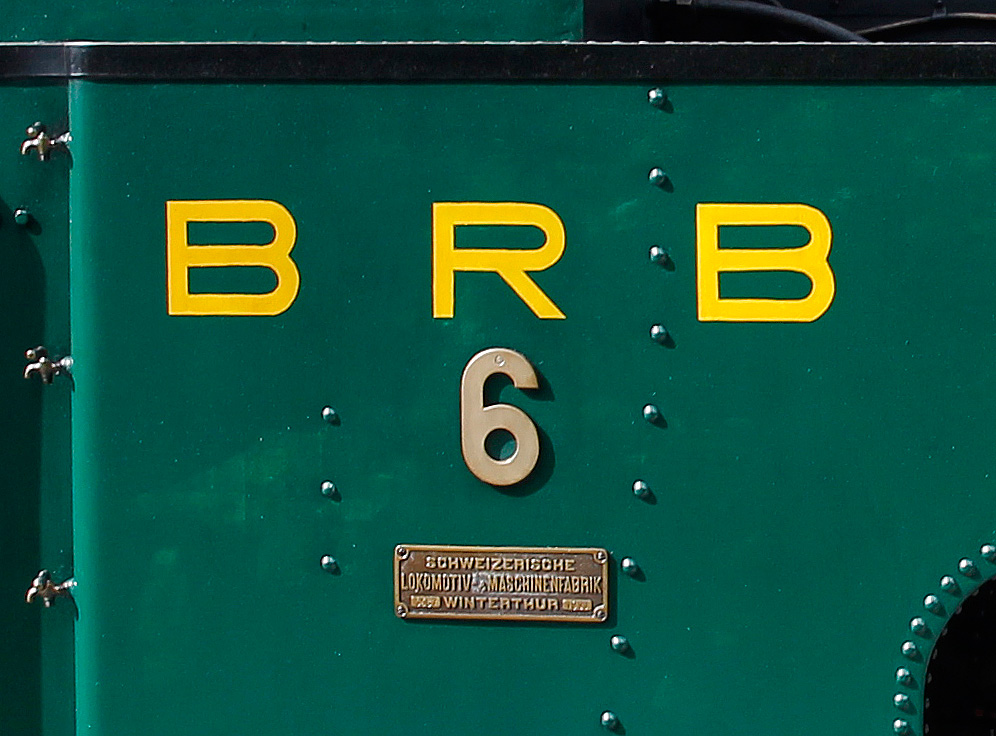 B R B
6
SCHWEIZERISCHE
LOKOMOTIV & MASCHINENFABRIK
WINTERTHUR